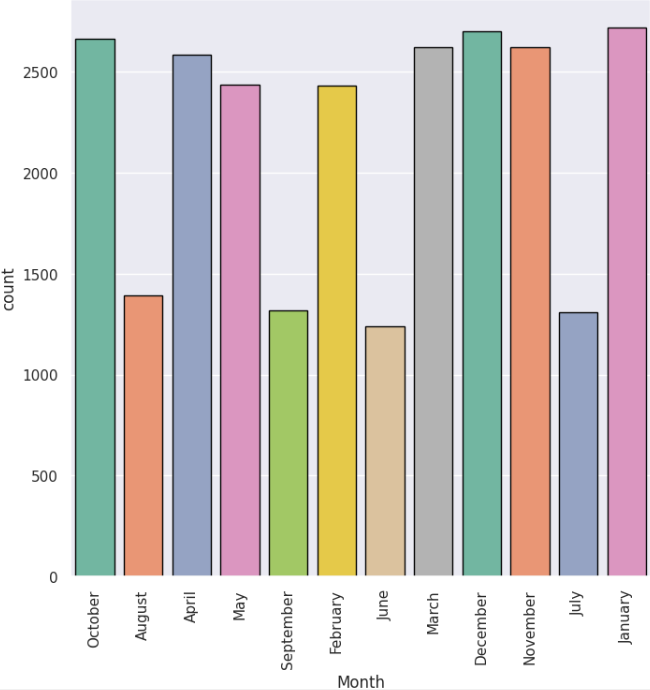 2500
2000
1500
1000
500
0
count
October
August
April
May
September
February
June
March
December
November
July
January
Month